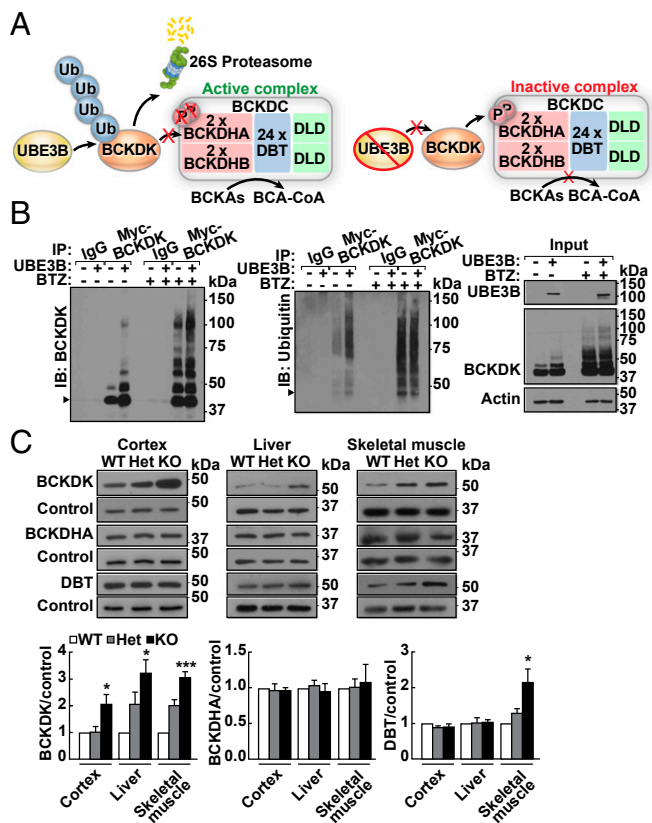 A
26S Proteasome
Ub
Ub
Ub
Ub
Active complex
BCKDC
P P
2 x
BCKDHA
24 x
DBT
DLD
UBE3B
BCKDK
2 x
BCKDHB
DLD
BCKAs
BCA-CoA
Inactive complex
BCKDC
P P
2 x
BCKDHA
24 x
DBT
DLD
UBE3B
BCKDK
2 x
BCKDHB
DLD
BCKAs
BCA-CoA
B
IP: IgG Myc-BCKDK IgG Myc-BCKDK
UBE3B: - + - + - + - +
BTZ - - - - + + + +
kDa
150
100
75
50
37
IB: BCKDK
IP: IgG Myc-BCKDK IgG Myc-BCKDK
UBE3B: - + - + - + - +
BTZ - - - - + + + +
kDa
150
100
75
50
IB: Ubiquitin
Input
UBE3B: - + - +
BTZ: - - + +
kDa
UBE3B
150
100
150
100
75
50
BCKDK
37
Actin
37
C
Cortex
WT Het KO kDa
Liver
WT Het KO kDa
Skeletal muscle
WT Het KO kDa
BCKDK 50 50 50
Control 37 37 37
BCKDHA 50 37 37
Control 37 37 37
DBT 50 50 50
Control 50 37 37
WT Het KO
BCKDK/control
4
3
2
1
0
* * ***
Cortex
Liver
Skeletal muscle
BCKDHA/control
1.5
1.0
0.5
0
Cortex
Liver
Skeletal muscle
DBT/control
3
2
1
0
*
Cortex
Liver
Skeletal muscle